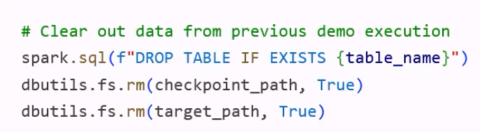 # Clear out data from previous demo execution
spark.sql(f"DROP TABLE IF EXISTS {table_name}")
dbutils.fs.rm(checkpoint_path, True)
dbutils.fs.rm(target_path, True)